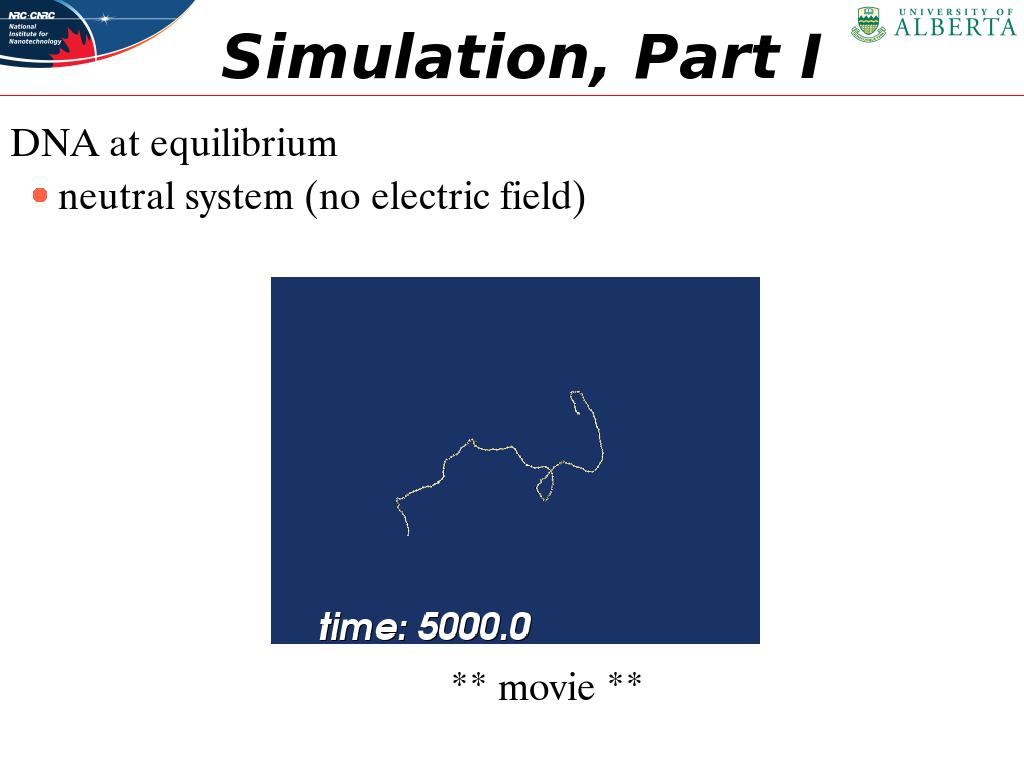 NRC·CNRC
National
Institute for
Nanotechnology
UNIVERSITY OF
ALBERTA
Simulation, Part I
DNA at equilibrium
neutral system (no electric field)
time: 5000.0
** movie **